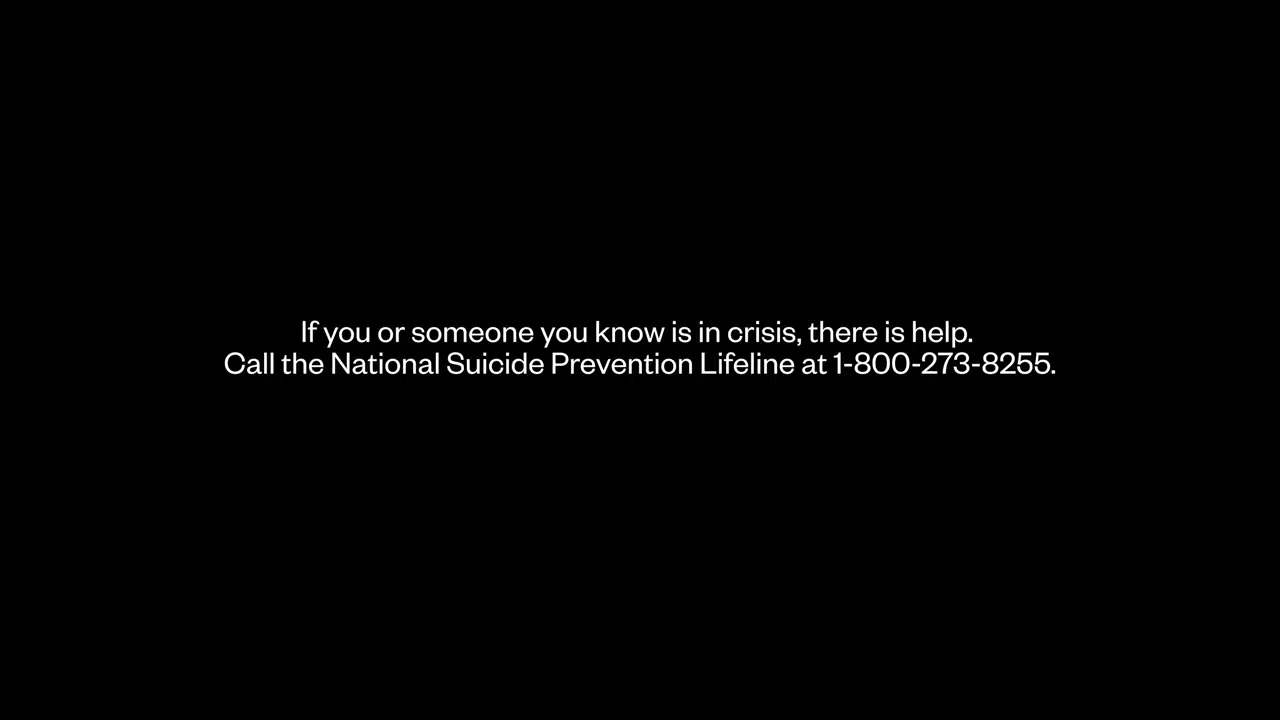 If you or someone you know is in crisis, there is help.
Call the National Suicide Prevention Lifeline at 1-800-273-8255.